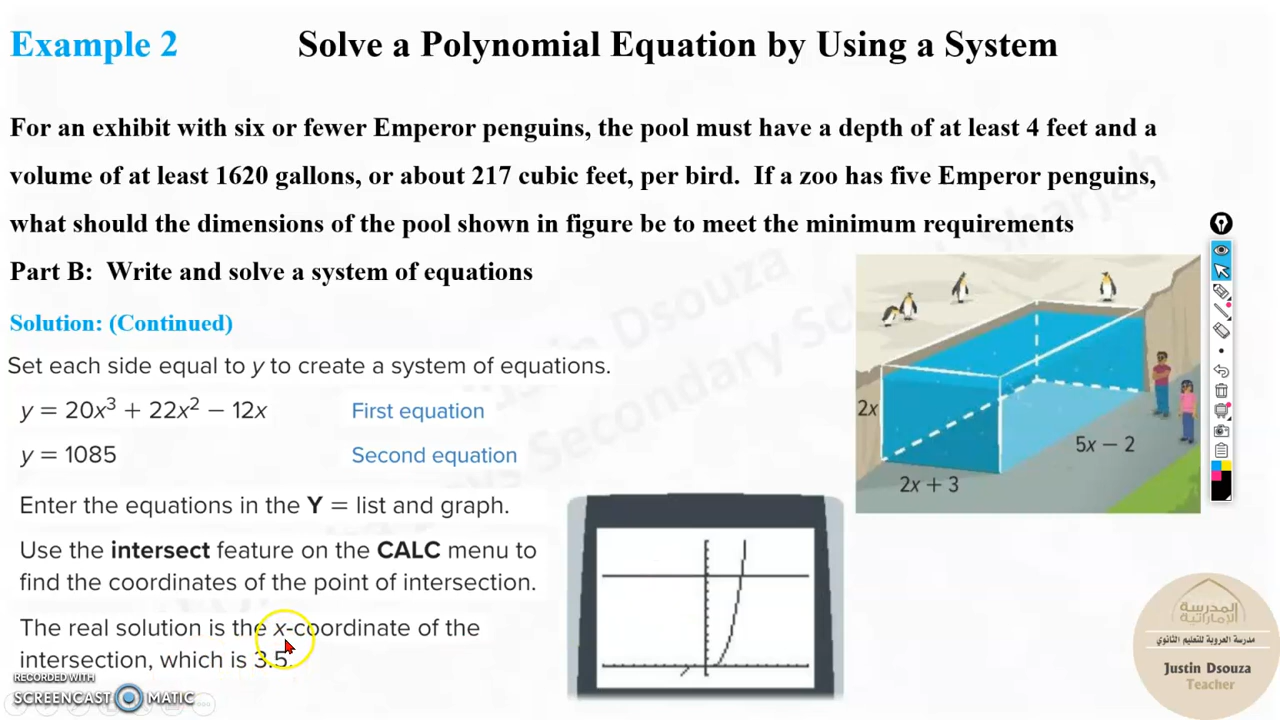 Example 2 Solve a Polynomial Equation by Using a System
For an exhibit with six or fewer Emperor penguins, the pool must have a depth of at least 4 feet and a
volume of at least 1620 gallons, or about 217 cubic feet, per bird. If a zoo has five Emperor penguins,
what should the dimensions of the pool shown in figure be to meet the minimum requirements
Part B: Write and solve a system of equations
Solution: (Continued)
Set each side equal to y to create a system of equations.
y = 20x³ + 22x² − 12x First equation
y = 1085 Second equation
Enter the equations in the Y = list and graph.
Use the intersect feature on the CALC menu to
find the coordinates of the point of intersection.
The real solution is the x-coordinate of the
intersection, which is 3.5.
2x
5x − 2
2x + 3
RECORDED WITH
SCREENCAST MATIC
المدرسة
الإماراتية
مدرسة العروبة للتعليم الثانوي
Justin Dsouza
Teacher